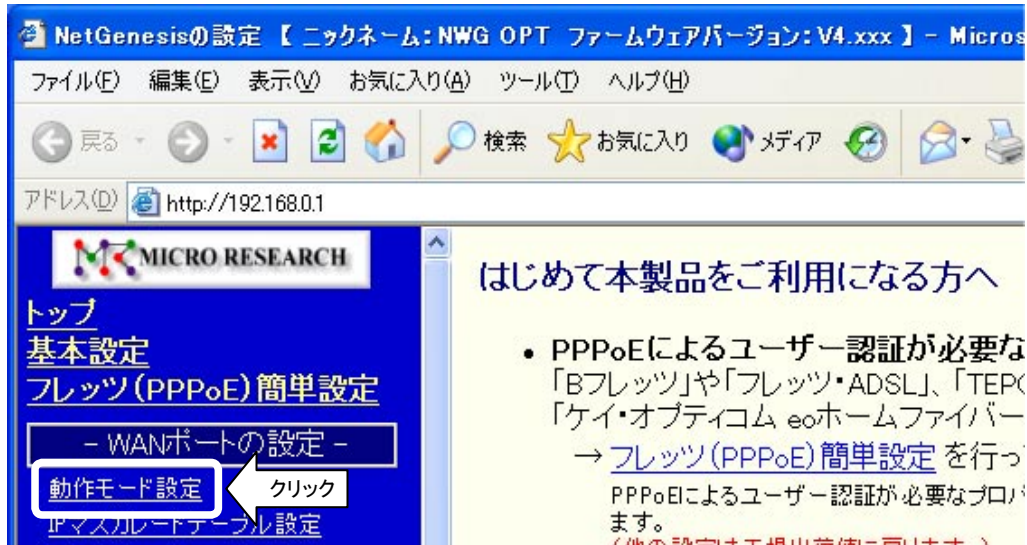 NetGenesisの設定 【 ニックネーム：NWG OPT ファームウェアバージョン：V4.xxx 】 - Micros
ファイル(F) 編集(E) 表示(V) お気に入り(A) ツール(T) ヘルプ(H)
戻る 検索 お気に入り メディア
アドレス(D) http://192.168.0.1
MICRO RESEARCH
トップ
基本設定
フレッツ(PPPoE)簡単設定
- WANポートの設定 -
動作モード設定
クリック
IPマスカレードテーブル設定
はじめて本製品をご利用になる方へ
• PPPoEによるユーザー認証が必要な
「Bフレッツ」や「フレッツ・ADSL」、「TEPC
「ケイ・オプティコム eoホームファイバー
→ フレッツ(PPPoE)簡単設定 を行っ
PPPoEによるユーザー認証が必要なプロバ
ます。